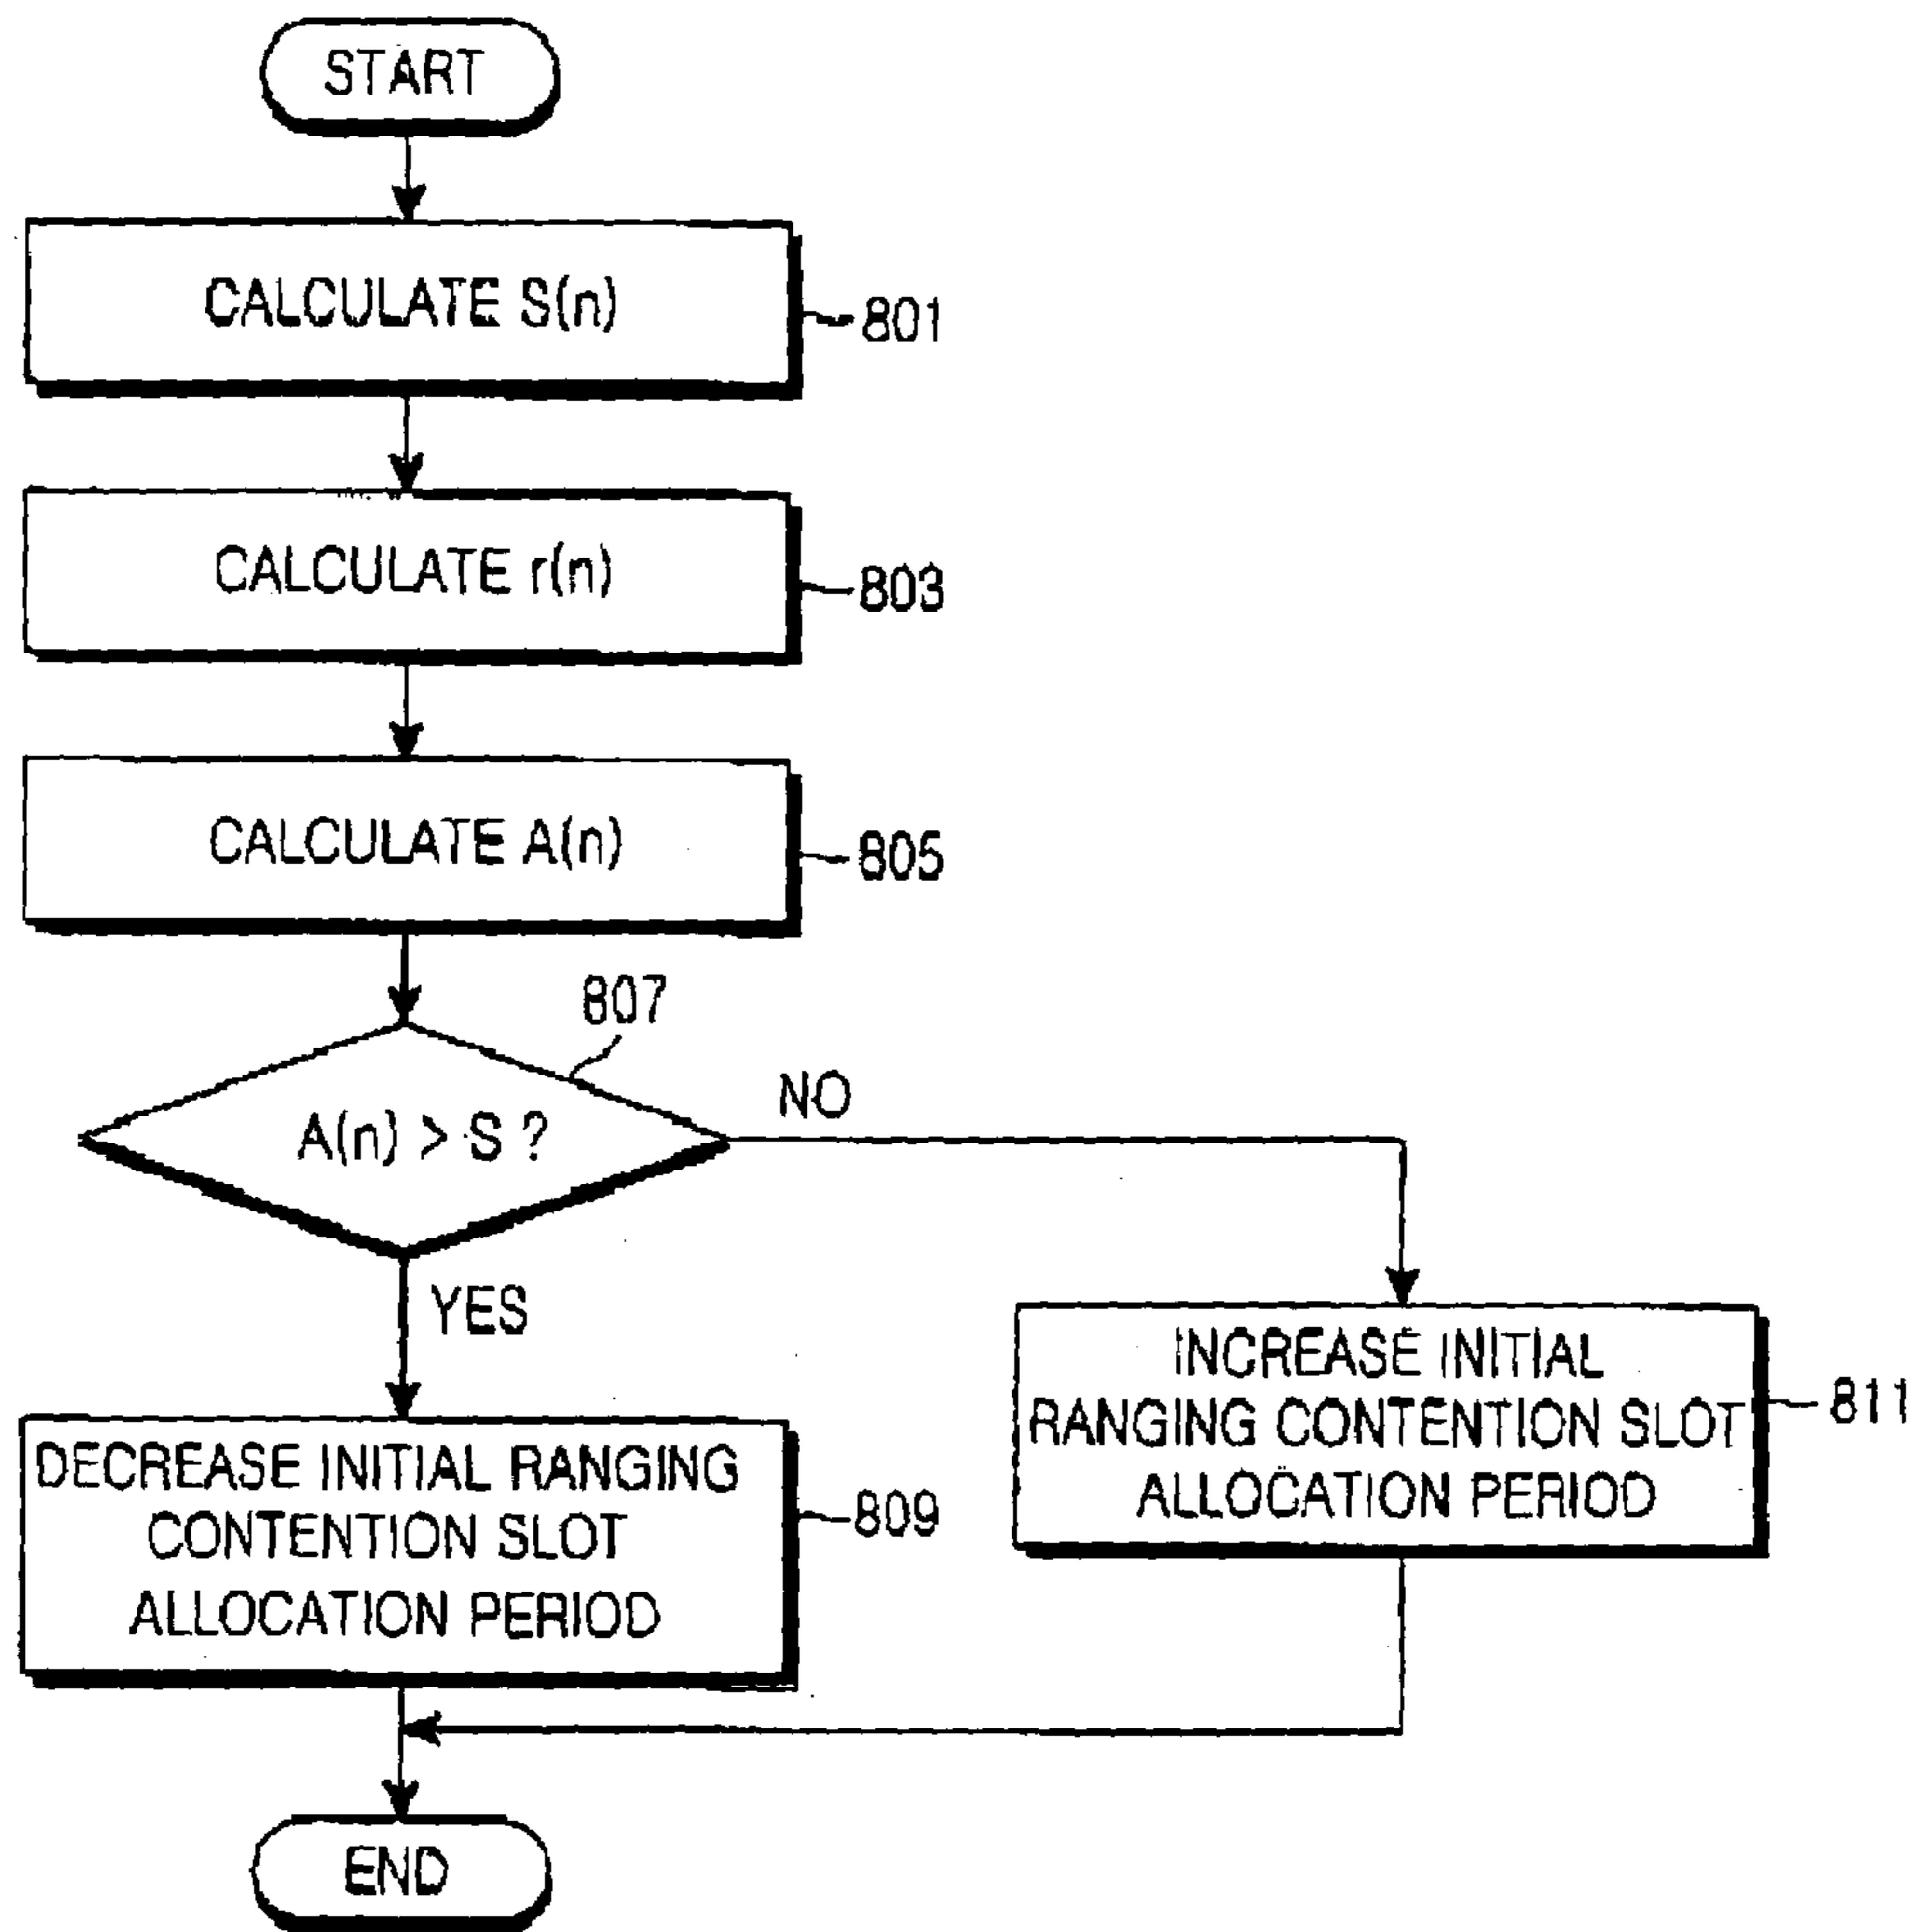 START
CALCULATE S(n)
801
CALCULATE r(n)
803
CALCULATE A(n)
805
807
A(n) > S ?
NO
YES
INCREASE INITIAL
RANGING CONTENTION SLOT
ALLOCATION PERIOD
811
DECREASE INITIAL RANGING
CONTENTION SLOT
ALLOCATION PERIOD
809
END